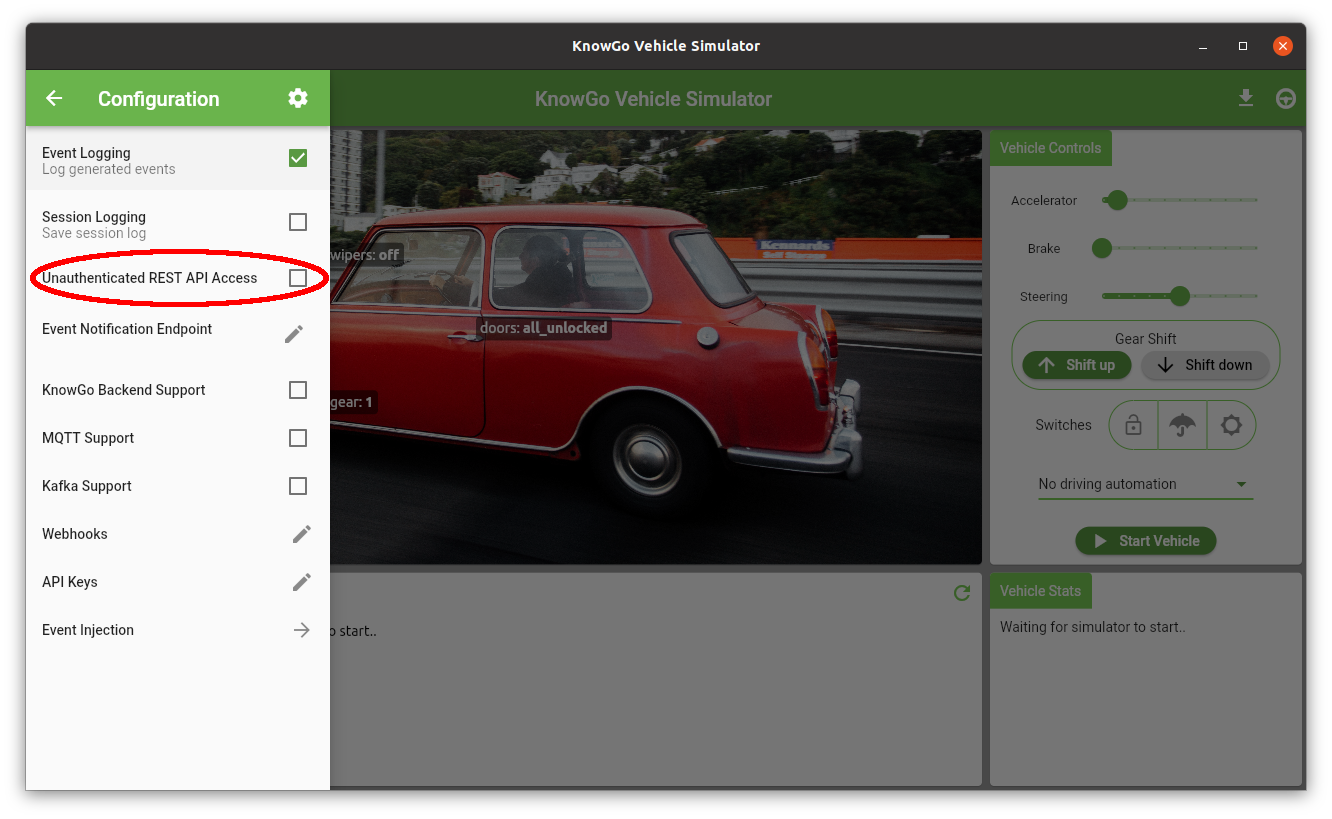 KnowGo Vehicle Simulator
Configuration
KnowGo Vehicle Simulator
Event Logging
Log generated events
Session Logging
Save session log
Unauthenticated REST API Access
Event Notification Endpoint
KnowGo Backend Support
MQTT Support
Kafka Support
Webhooks
API Keys
Event Injection
wipers: off
doors: all_unlocked
gear: 1
Kennards
Self Storage
o start..
Vehicle Controls
Accelerator
Brake
Steering
Gear Shift
Shift up
Shift down
Switches
No driving automation
Start Vehicle
Vehicle Stats
Waiting for simulator to start..